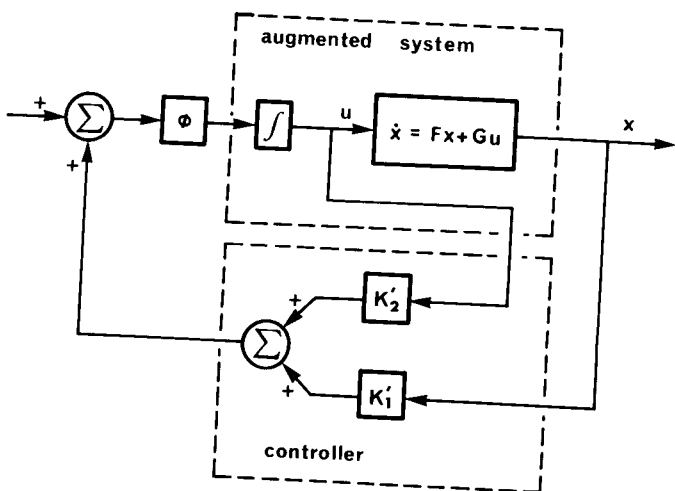 augmented system
+
Σ
ϕ
∫
u
ẋ = Fx+Gu
x
+
K′₂
+
Σ
+
K′₁
controller